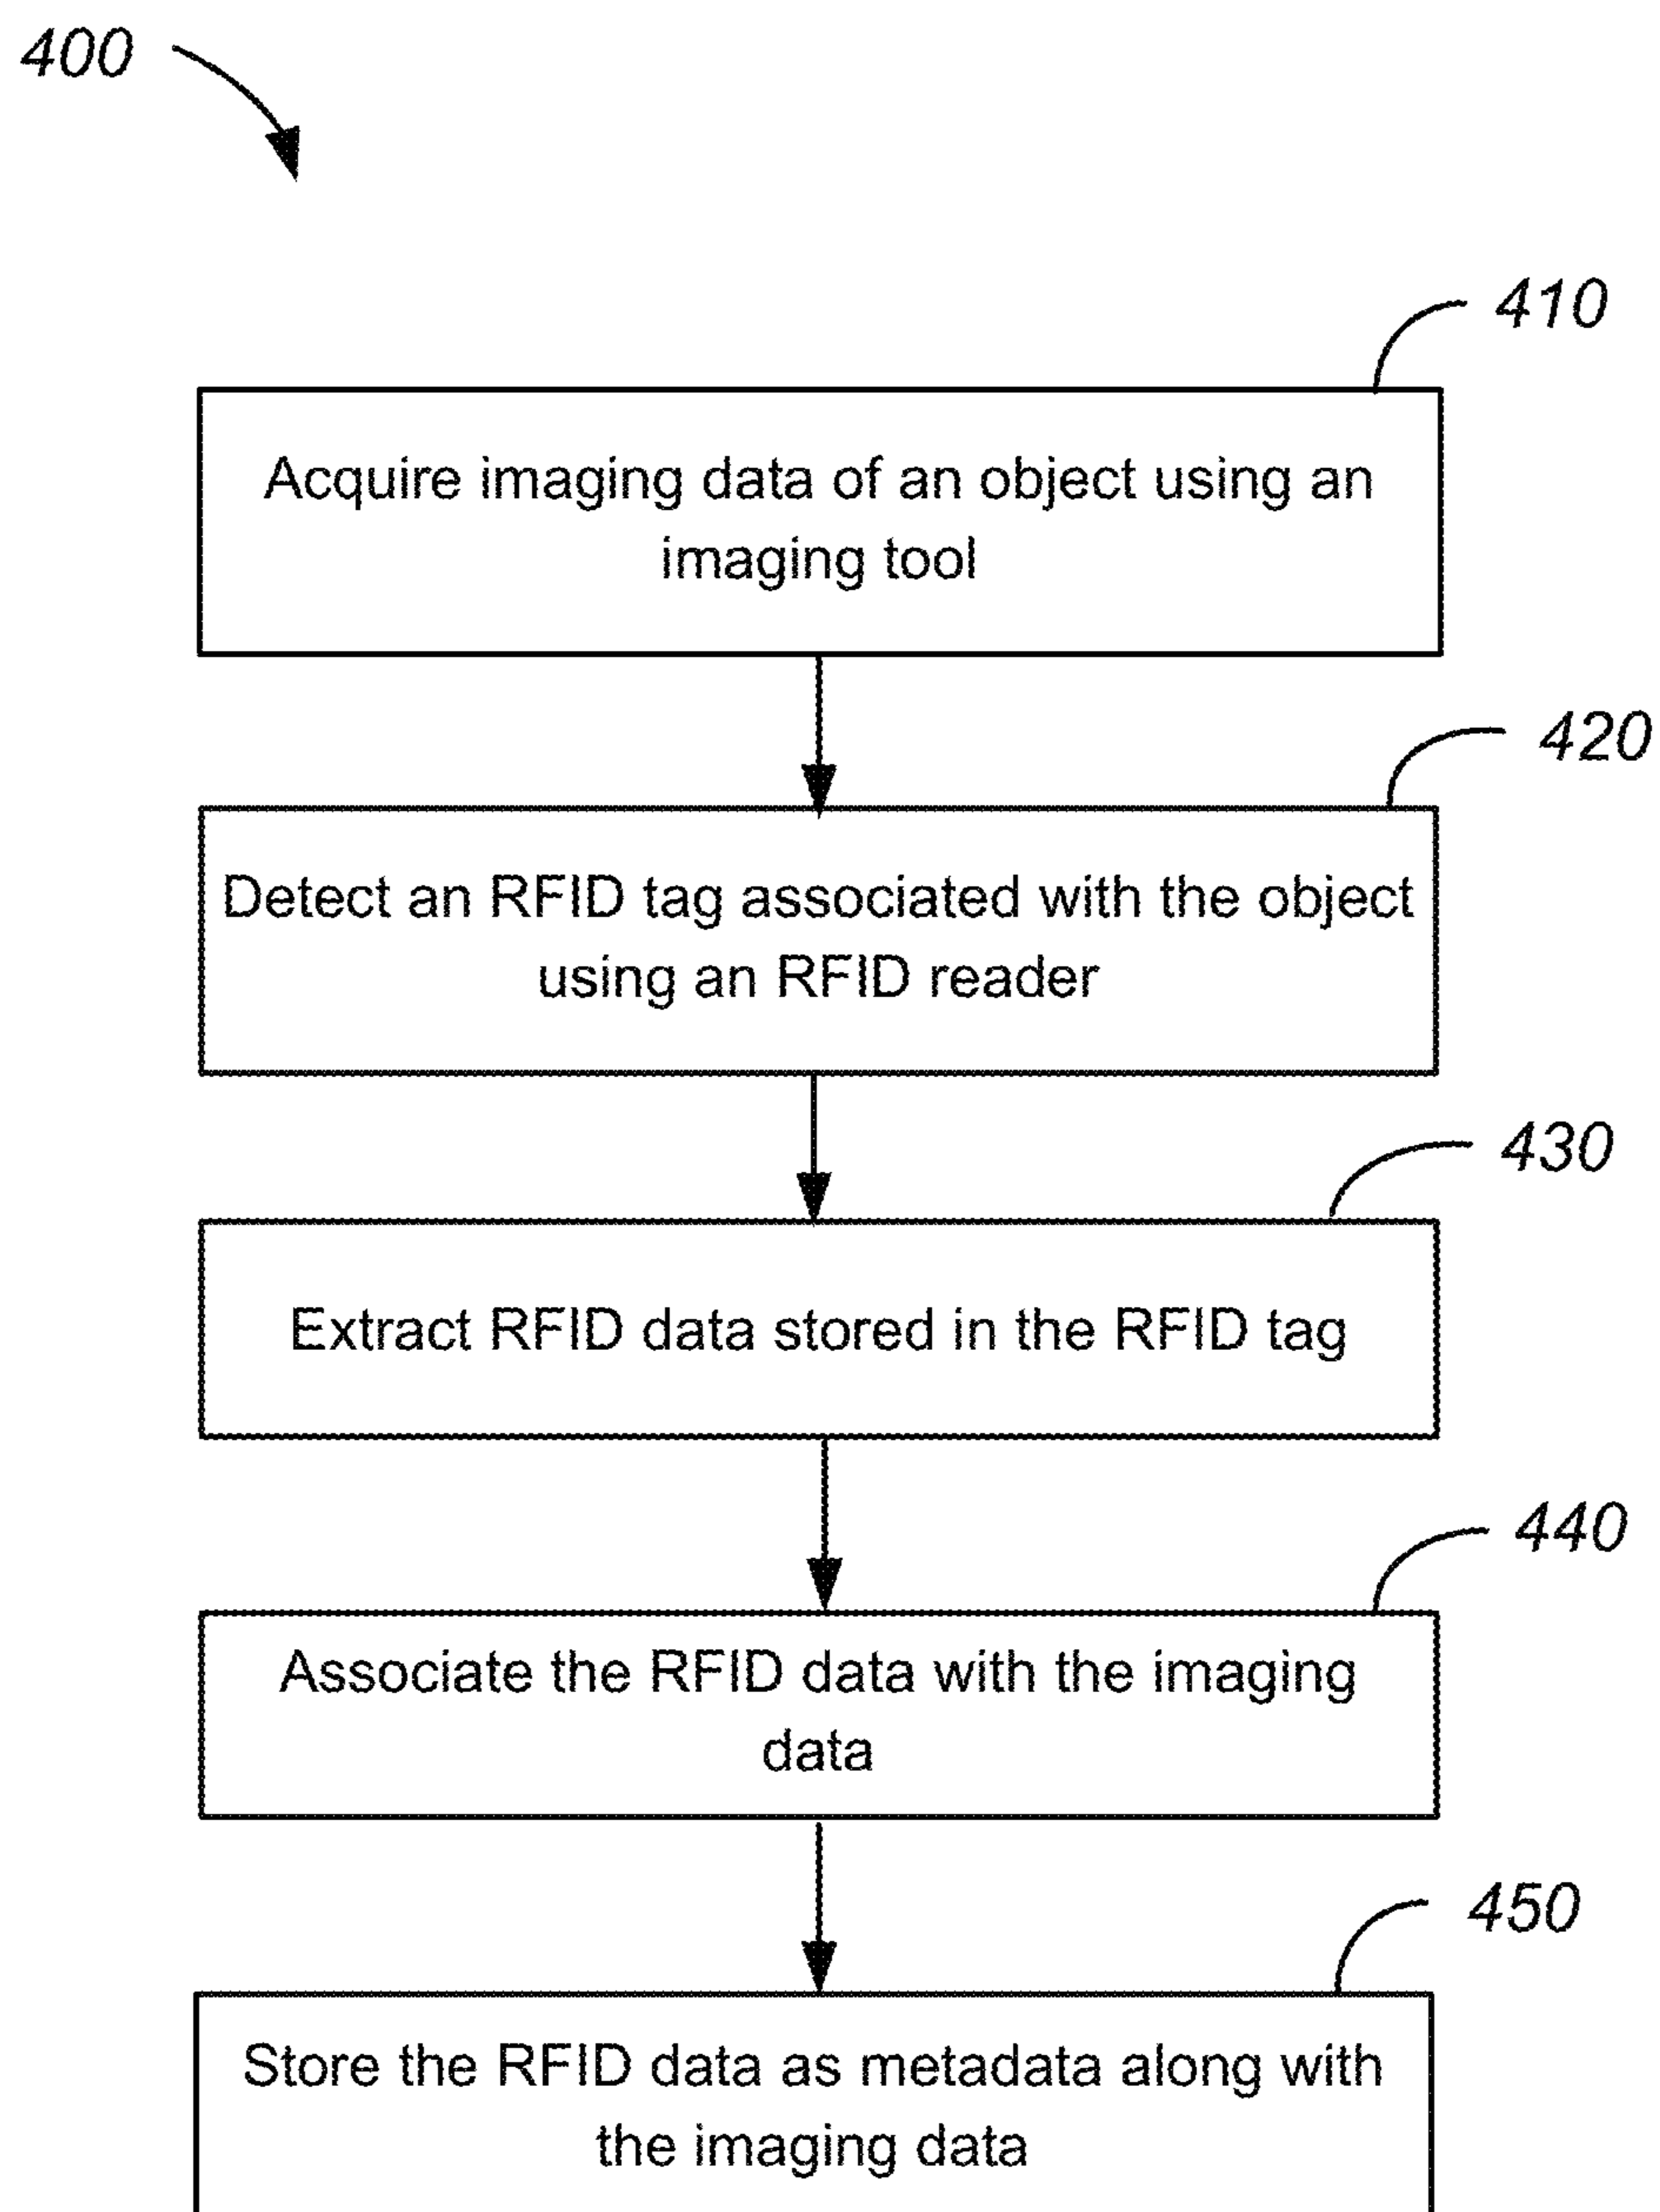 400
410
Acquire imaging data of an object using an
imaging tool
420
Detect an RFID tag associated with the object
using an RFID reader
430
Extract RFID data stored in the RFID tag
440
Associate the RFID data with the imaging
data
450
Store the RFID data as metadata along with
the imaging data